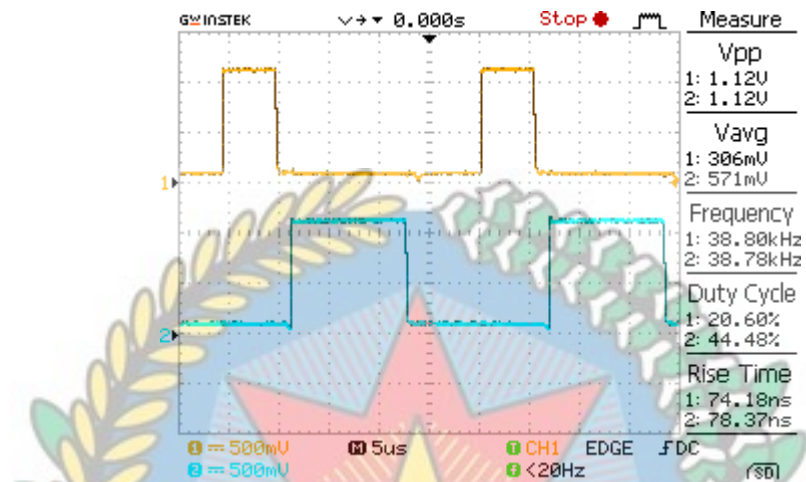 GW INSTEK 0.000s Stop Measure
Vpp
1: 1.12V
2: 1.12V
Vavg
1: 306mV
2: 571mV
Frequency
1: 38.80kHz
2: 38.78kHz
Duty Cycle
1: 20.60%
2: 44.48%
Rise Time
1: 74.18ns
2: 78.37ns
1
2
1 500mV M 5us T CH1 EDGE DC
2 500mV f <20Hz SD